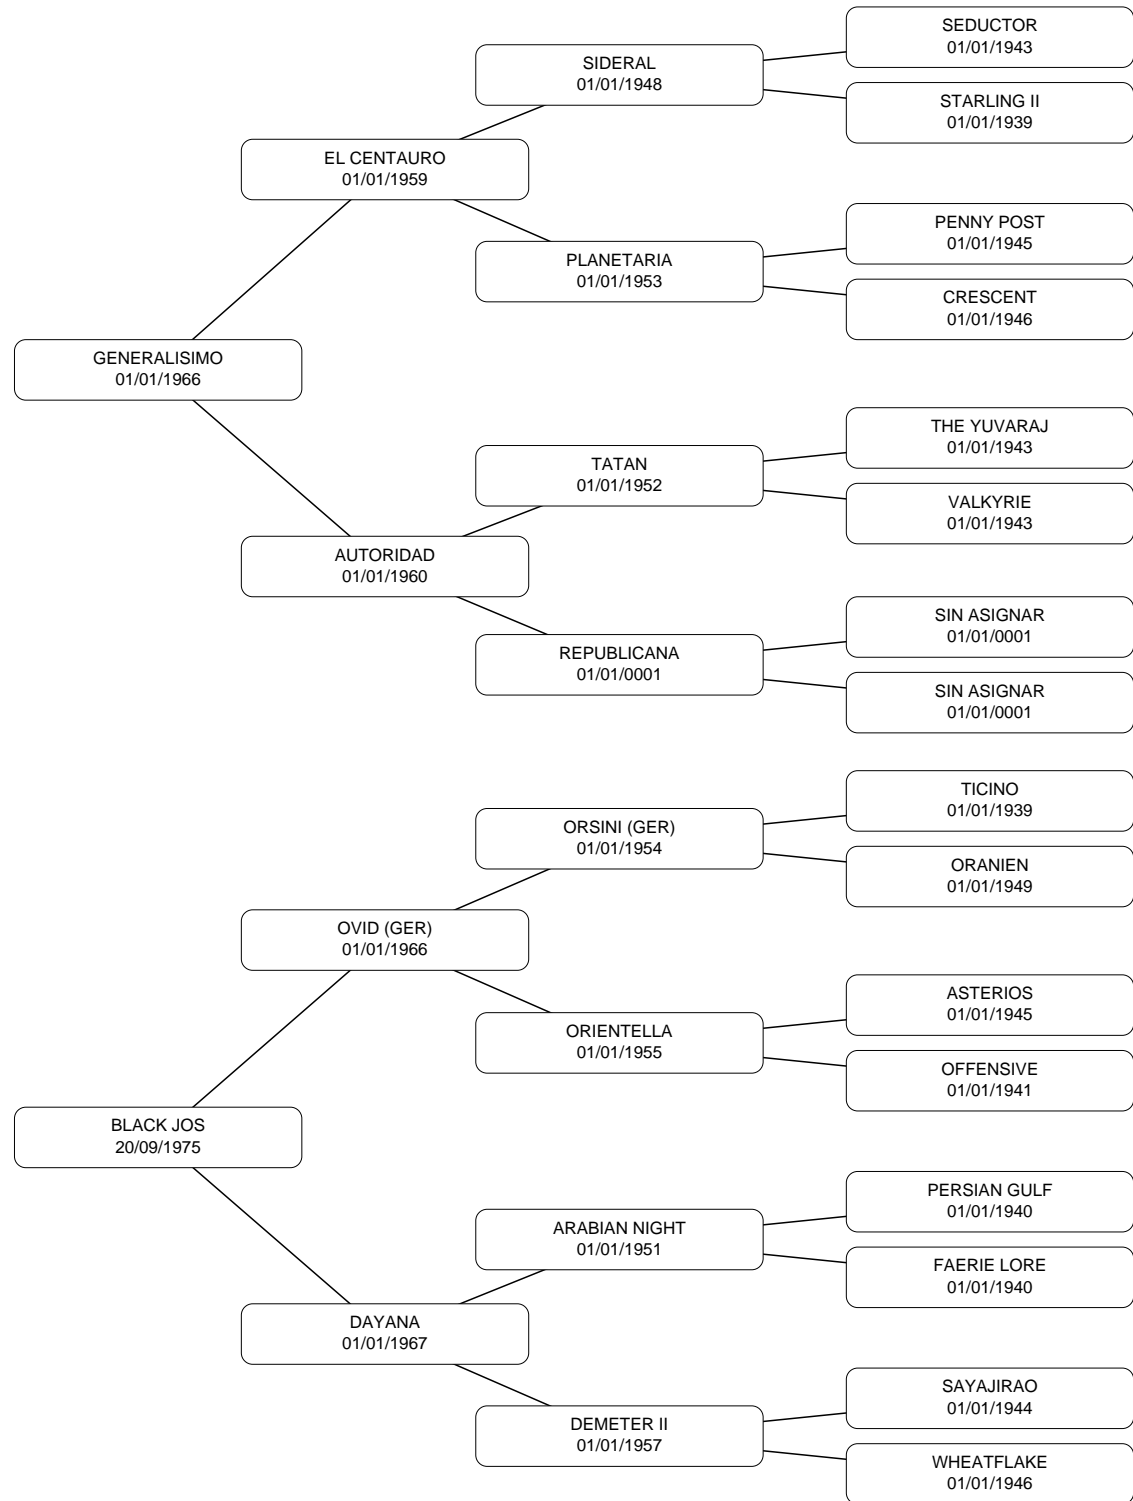 SEDUCTOR
01/01/1943
SIDERAL
01/01/1948
STARLING II
01/01/1939
EL CENTAURO
01/01/1959
PENNY POST
01/01/1945
PLANETARIA
01/01/1953
CRESCENT
01/01/1946
GENERALISIMO
01/01/1966
THE YUVARAJ
01/01/1943
TATAN
01/01/1952
VALKYRIE
01/01/1943
AUTORIDAD
01/01/1960
SIN ASIGNAR
01/01/0001
REPUBLICANA
01/01/0001
SIN ASIGNAR
01/01/0001
TICINO
01/01/1939
ORSINI (GER)
01/01/1954
ORANIEN
01/01/1949
OVID (GER)
01/01/1966
ASTERIOS
01/01/1945
ORIENTELLA
01/01/1955
OFFENSIVE
01/01/1941
BLACK JOS
20/09/1975
PERSIAN GULF
01/01/1940
ARABIAN NIGHT
01/01/1951
FAERIE LORE
01/01/1940
DAYANA
01/01/1967
SAYAJIRAO
01/01/1944
DEMETER II
01/01/1957
WHEATFLAKE
01/01/1946